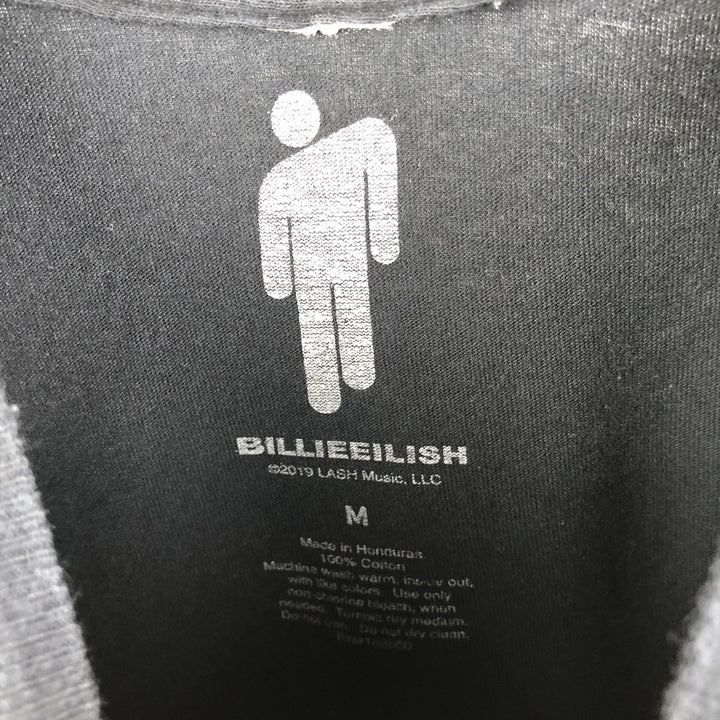 BILLIEEILISH
©2019 LASH Music, LLC
M
Made in Honduras
100% Cotton
Machine wash warm, inside out,
with like colors. Use only
non-chlorine bleach, when
needed. Tumble dry medium.
Do not iron. Do not dry clean.